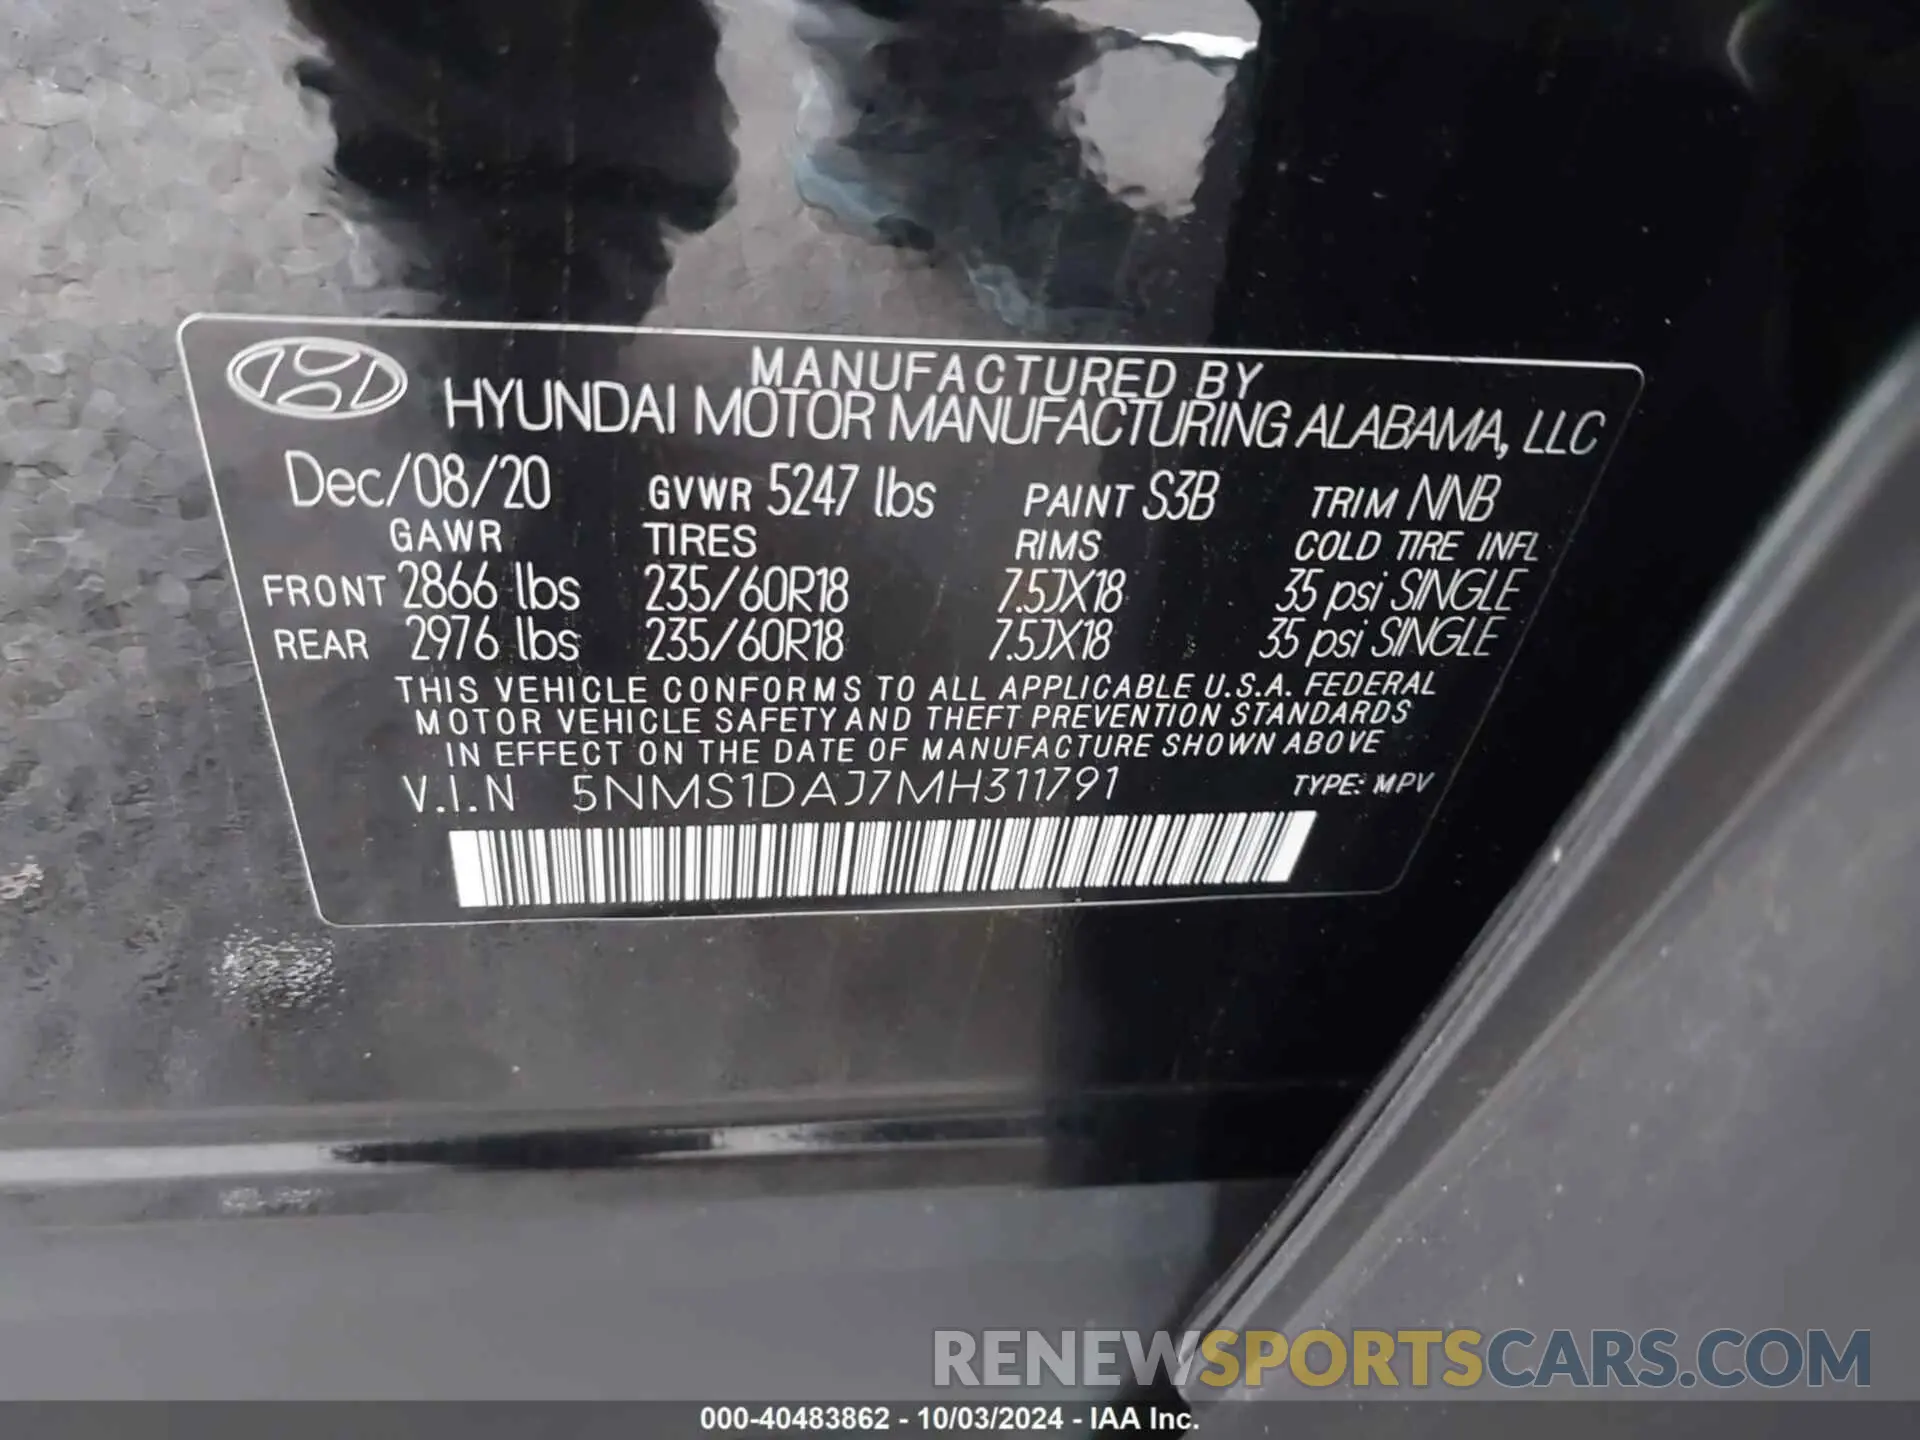 MANUFACTURED BY
HYUNDAI MOTOR MANUFACTURING ALABAMA, LLC
Dec/08/20 GVWR 5247 lbs PAINT S3B TRIM NNB
GAWR TIRES RIMS COLD TIRE INFL
FRONT 2866 lbs 235/60R18 7.5JX18 35 psi SINGLE
REAR 2976 lbs 235/60R18 7.5JX18 35 psi SINGLE
THIS VEHICLE CONFORMS TO ALL APPLICABLE U.S.A. FEDERAL
MOTOR VEHICLE SAFETY AND THEFT PREVENTION STANDARDS
IN EFFECT ON THE DATE OF MANUFACTURE SHOWN ABOVE
V.I.N 5NMS1DAJ7MH311791 TYPE: MPV
RENEWSPORTSCARS.COM
000-40483862 - 10/03/2024 - IAA Inc.